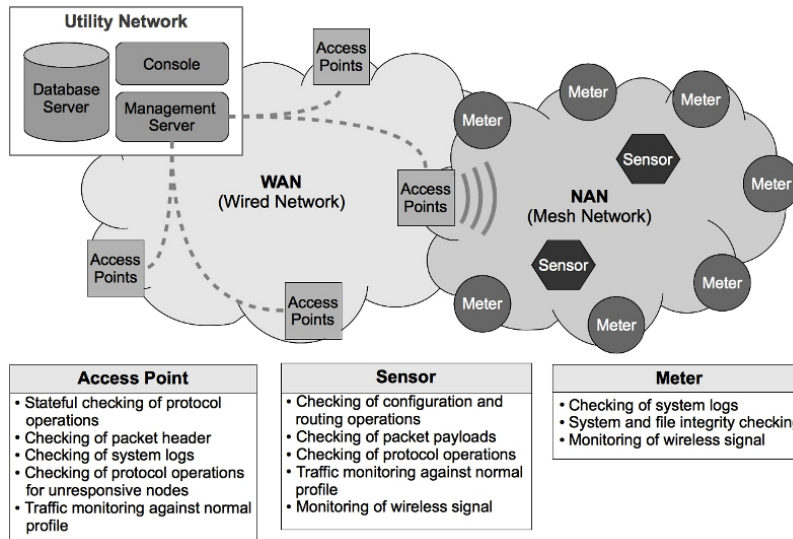 Utility Network
Database
Server
Console
Management
Server
Access
Points
WAN
(Wired Network)
Access
Points
Access
Points
Access
Points
Meter
Meter
Meter
Sensor
Meter
NAN
(Mesh Network)
Sensor
Meter
Meter
Meter
Access Point
• Stateful checking of protocol
operations
• Checking of packet header
• Checking of system logs
• Checking of protocol operations
for unresponsive nodes
• Traffic monitoring against normal
profile
Sensor
• Checking of configuration and
routing operations
• Checking of packet payloads
• Checking of protocol operations
• Traffic monitoring against normal
profile
• Monitoring of wireless signal
Meter
• Checking of system logs
• System and file integrity checking
• Monitoring of wireless signal